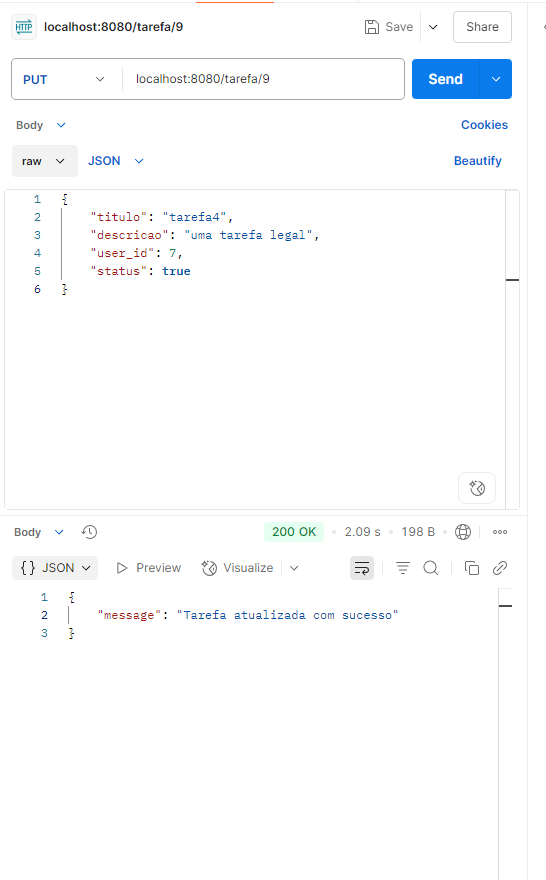 HTTP localhost:8080/tarefa/9 Save Share
PUT localhost:8080/tarefa/9 Send
Body Cookies
raw JSON Beautify
1 {
2 "titulo": "tarefa4",
3 "descricao": "uma tarefa legal",
4 "user_id": 7,
5 "status": true
6 }
Body 200 OK • 2.09 s • 198 B •
{} JSON Preview Visualize
1 {
2 "message": "Tarefa atualizada com sucesso"
3 }